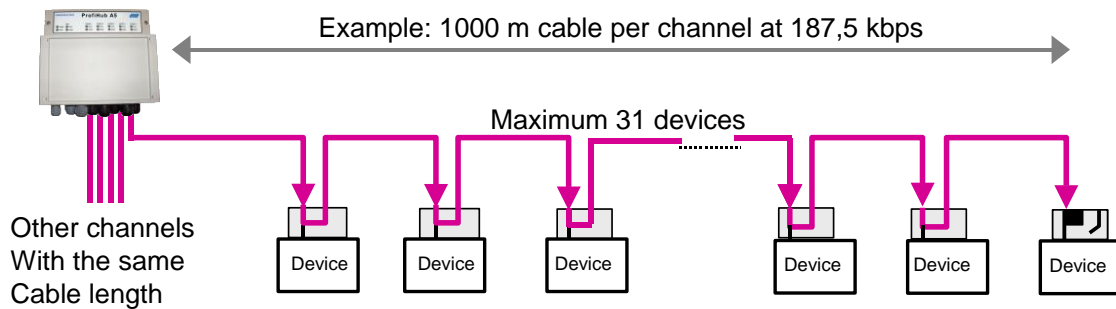 ProfiHub A5
Example: 1000 m cable per channel at 187,5 kbps
Maximum 31 devices
Other channels
With the same
Cable length
Device
Device
Device
Device
Device
Device